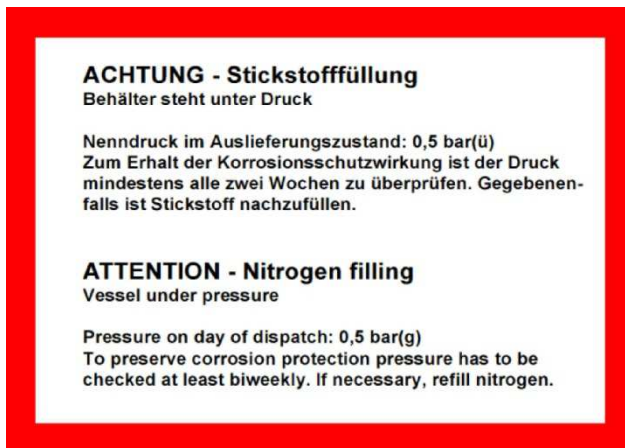 ACHTUNG - Stickstofffüllung
Behälter steht unter Druck
Nenndruck im Auslieferungszustand: 0,5 bar(ü)
Zum Erhalt der Korrosionsschutzwirkung ist der Druck
mindestens alle zwei Wochen zu überprüfen. Gegebenen-
falls ist Stickstoff nachzufüllen.
ATTENTION - Nitrogen filling
Vessel under pressure
Pressure on day of dispatch: 0,5 bar(g)
To preserve corrosion protection pressure has to be
checked at least biweekly. If necessary, refill nitrogen.